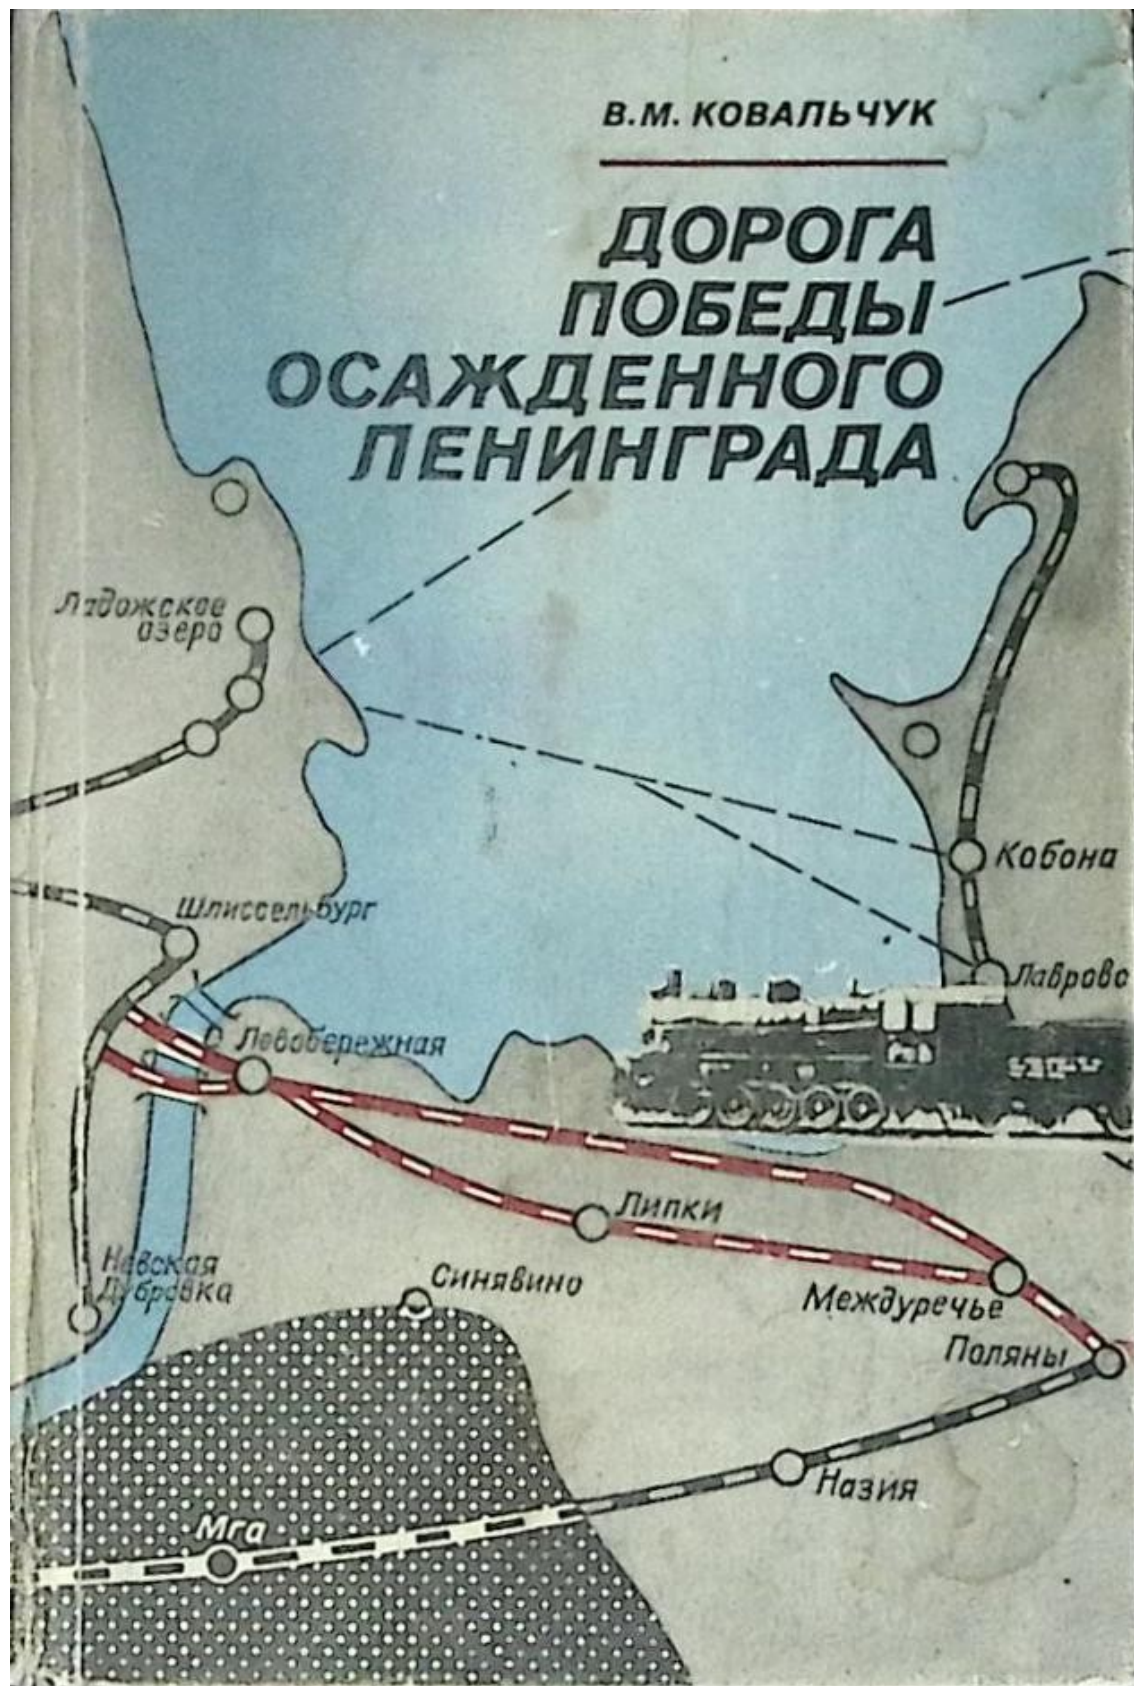 В.М. КОВАЛЬЧУК
ДОРОГА
ПОБЕДЫ
ОСАЖДЕННОГО
ЛЕНИНГРАДА
Ладожское
озеро
Кобона
Шлиссельбург
Лаврово
Левобережная
Липки
Невская
Дубровка
Синявино
Междуречье
Поляны
Назия
Мга